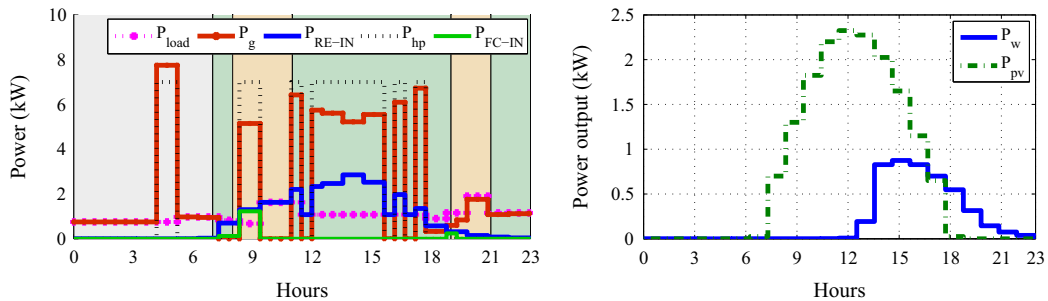 P_load P_g P_RE−IN P_hp P_FC−IN
Power (kW)
10
8
6
4
2
0
0 3 6 9 12 15 18 21 23
Hours
P_w
P_pv
Power output (kW)
2.5
2
1.5
1
0.5
0
0 3 6 9 12 15 18 21 23
Hours